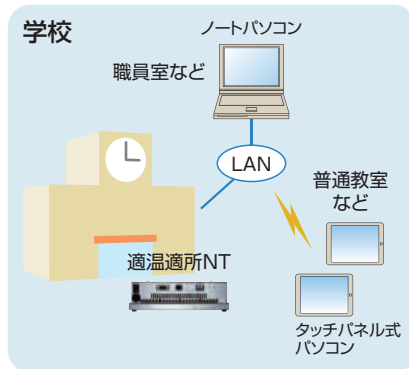 学校
ノートパソコン
職員室など
LAN
普通教室
など
適温適所NT
タッチパネル式
パソコン